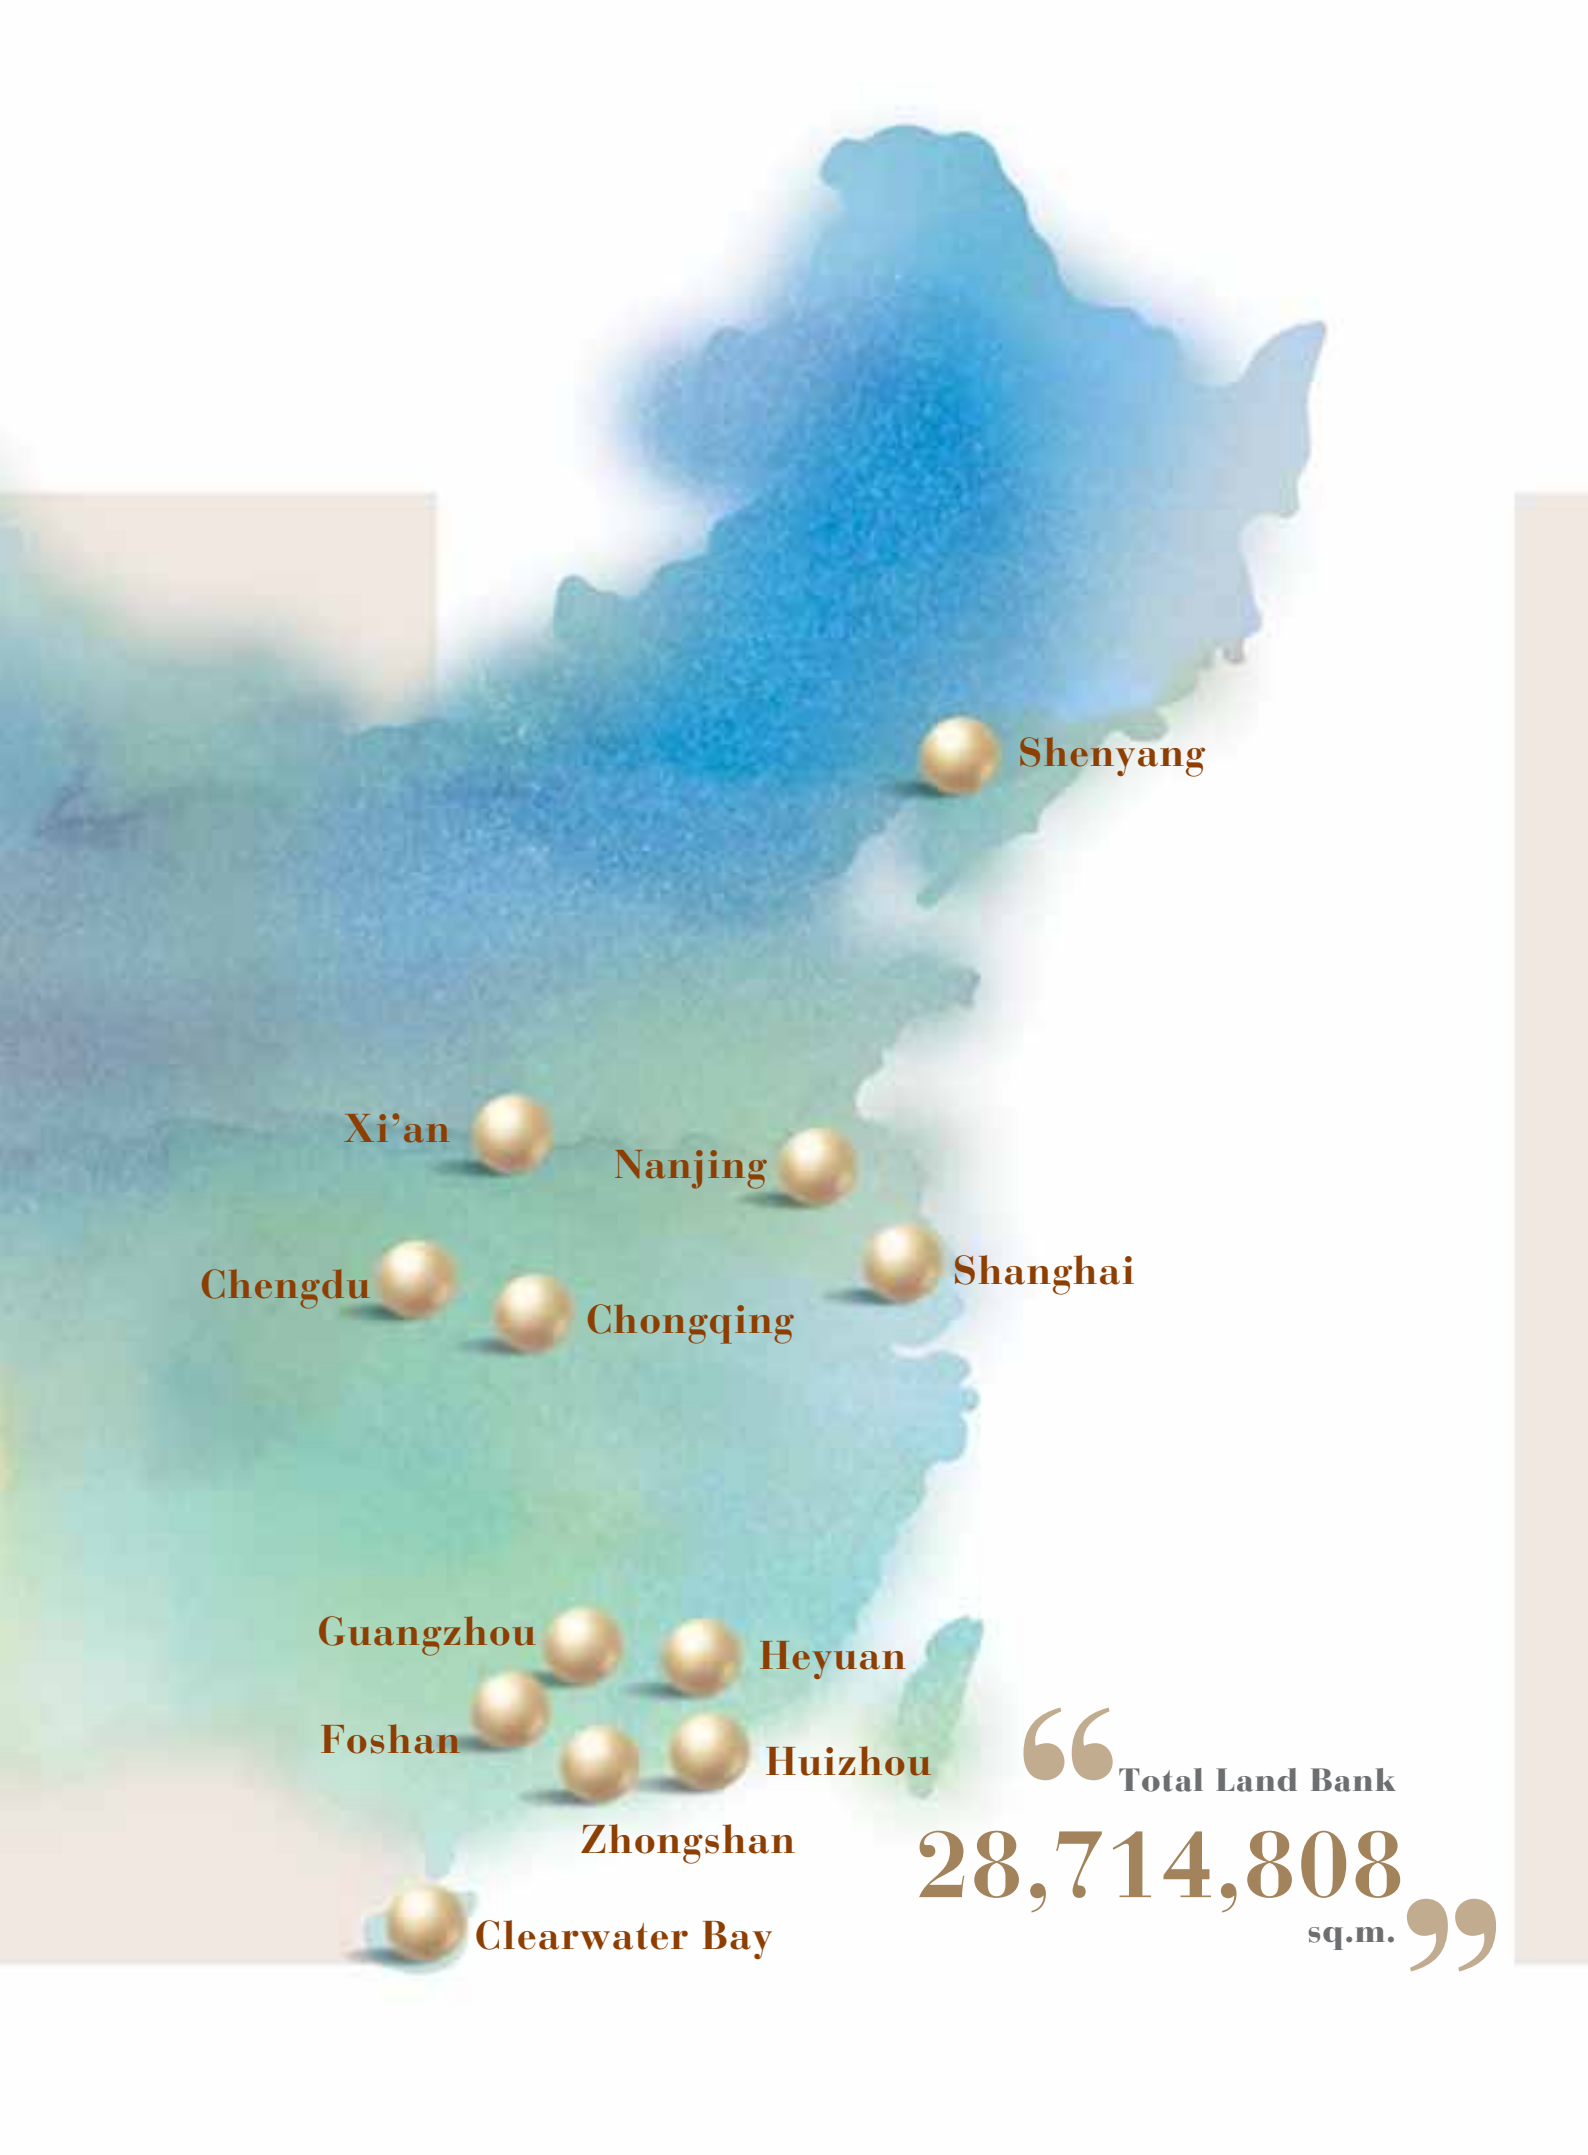 Shenyang
Xi’an
Nanjing
Shanghai
Chengdu
Chongqing
Guangzhou
Heyuan
Foshan
Huizhou
Zhongshan
Clearwater Bay
“Total Land Bank
28,714,808
sq.m.”